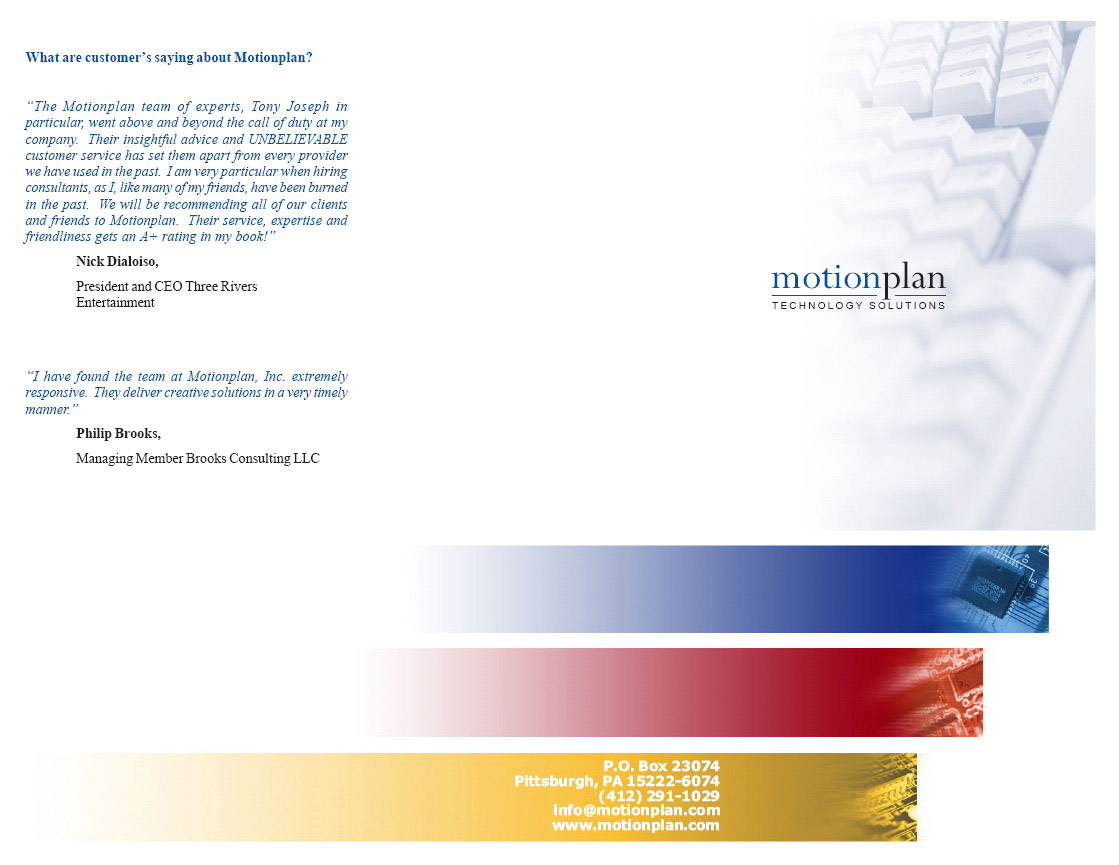 What are customer’s saying about Motionplan?
“The Motionplan team of experts, Tony Joseph in
particular, went above and beyond the call of duty at my
company.  Their insightful advice and UNBELIEVABLE
customer service has set them apart from every provider
we have used in the past.  I am very particular when hiring
consultants, as I, like many of my friends, have been burned
in the past.  We will be recommending all of our clients
and friends to Motionplan.  Their service, expertise and
friendliness gets an A+ rating in my book!”
Nick Dialoiso,
President and CEO Three Rivers
Entertainment
“I have found the team at Motionplan, Inc. extremely
responsive.  They deliver creative solutions in a very timely
manner.”
Philip Brooks,
Managing Member Brooks Consulting LLC
motionplan
TECHNOLOGY SOLUTIONS
P.O. Box 23074
Pittsburgh, PA 15222-6074
(412) 291-1029
info@motionplan.com
www.motionplan.com